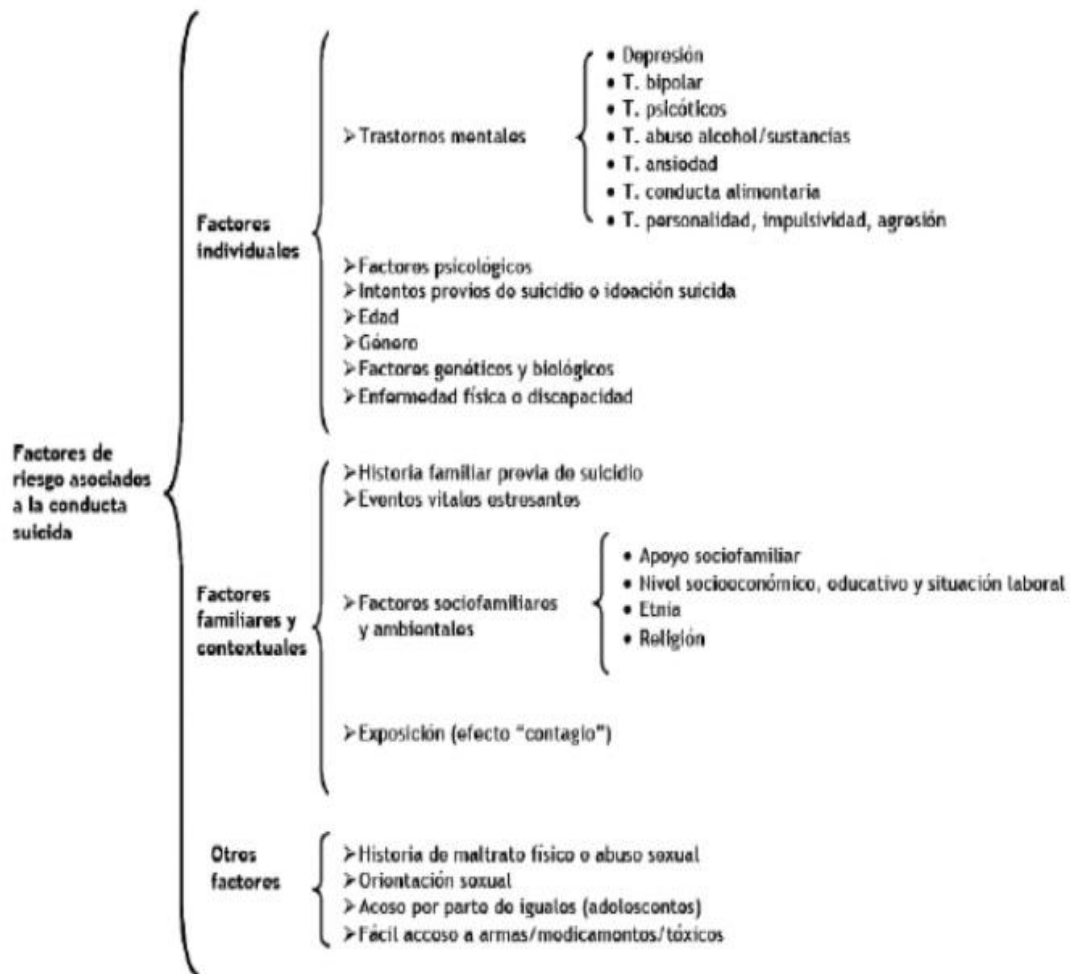 Factores de
riesgo asociados
a la conducta
suicida
Factores
individuales
➢Trastornos mentales
• Depresión
• T. bipolar
• T. psicóticos
• T. abuso alcohol/sustancias
• T. ansiedad
• T. conducta alimentaria
• T. personalidad, impulsividad, agresión
➢Factores psicológicos
➢Intentos previos de suicidio o ideación suicida
➢Edad
➢Género
➢Factores genéticos y biológicos
➢Enfermedad física o discapacidad
Factores
familiares y
contextuales
➢Historia familiar previa de suicidio
➢Eventos vitales estresantes
➢Factores sociofamiliares
y ambientales
• Apoyo sociofamiliar
• Nivel socioeconómico, educativo y situación laboral
• Etnia
• Religión
➢Exposición (efecto "contagio")
Otros
factores
➢Historia de maltrato físico o abuso sexual
➢Orientación sexual
➢Acoso por parte de iguales (adolescentes)
➢Fácil acceso a armas/medicamentos/tóxicos